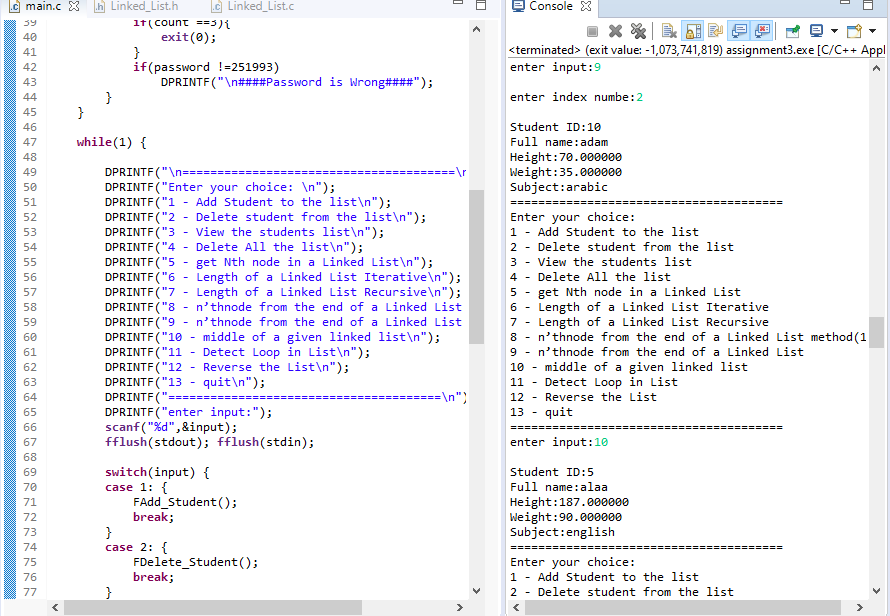 main.c
Linked_List.h
Linked_List.c
39 if(count ==3){
40 exit(0);
41 }
42 if(password !=251993)
43 DPRINTF("\n####Password is Wrong####");
44 }
45 }
46
47 while(1) {
48
49 DPRINTF("\n=======================================\r
50 DPRINTF("Enter your choice: \n");
51 DPRINTF("1 - Add Student to the list\n");
52 DPRINTF("2 - Delete student from the list\n");
53 DPRINTF("3 - View the students list\n");
54 DPRINTF("4 - Delete All the list\n");
55 DPRINTF("5 - get Nth node in a Linked List\n");
56 DPRINTF("6 - Length of a Linked List Iterative\n");
57 DPRINTF("7 - Length of a Linked List Recursive\n");
58 DPRINTF("8 - n’thnode from the end of a Linked List
59 DPRINTF("9 - n’thnode from the end of a Linked List
60 DPRINTF("10 - middle of a given linked list\n");
61 DPRINTF("11 - Detect Loop in List\n");
62 DPRINTF("12 - Reverse the List\n");
63 DPRINTF("13 - quit\n");
64 DPRINTF("=======================================\n")
65 DPRINTF("enter input:");
66 scanf("%d",&input);
67 fflush(stdout); fflush(stdin);
68
69 switch(input) {
70 case 1: {
71 FAdd_Student();
72 break;
73 }
74 case 2: {
75 FDelete_Student();
76 break;
77 }
Console
<terminated> (exit value: -1,073,741,819) assignment3.exe [C/C++ Appl
enter input:9
enter index numbe:2
Student ID:10
Full name:adam
Height:70.000000
Weight:35.000000
Subject:arabic
=======================================
Enter your choice:
1 - Add Student to the list
2 - Delete student from the list
3 - View the students list
4 - Delete All the list
5 - get Nth node in a Linked List
6 - Length of a Linked List Iterative
7 - Length of a Linked List Recursive
8 - n’thnode from the end of a Linked List method(1
9 - n’thnode from the end of a Linked List
10 - middle of a given linked list
11 - Detect Loop in List
12 - Reverse the List
13 - quit
=======================================
enter input:10
Student ID:5
Full name:alaa
Height:187.000000
Weight:90.000000
Subject:english
=======================================
Enter your choice:
1 - Add Student to the list
2 - Delete student from the list